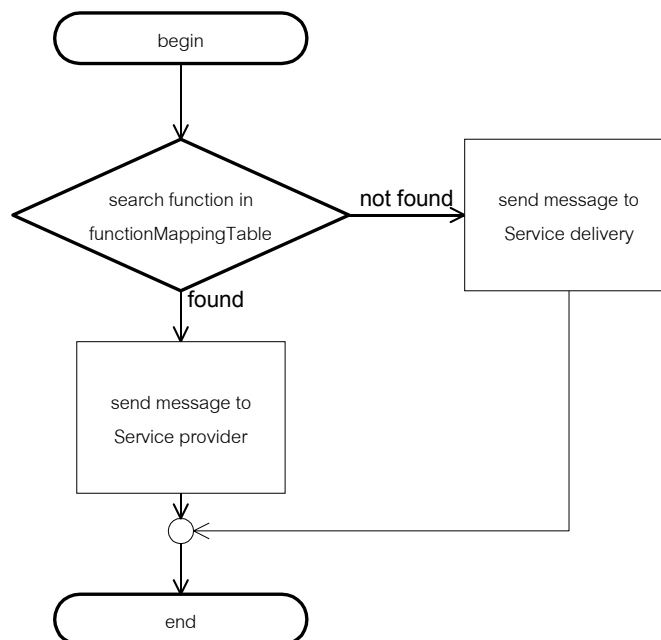 begin
search function in
functionMappingTable
not found
send message to
Service delivery
found
send message to
Service provider
end